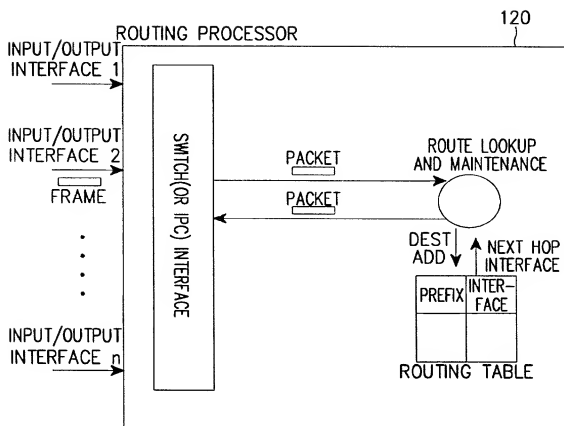 ROUTING PROCESSOR
120
INPUT/OUTPUT
INTERFACE 1
INPUT/OUTPUT
INTERFACE 2
FRAME
INPUT/OUTPUT
INTERFACE n
SWITCH(OR IPC) INTERFACE
PACKET
PACKET
ROUTE LOOKUP
AND MAINTENANCE
DEST
ADD
NEXT HOP
INTERFACE
PREFIX
INTER-
FACE
ROUTING TABLE